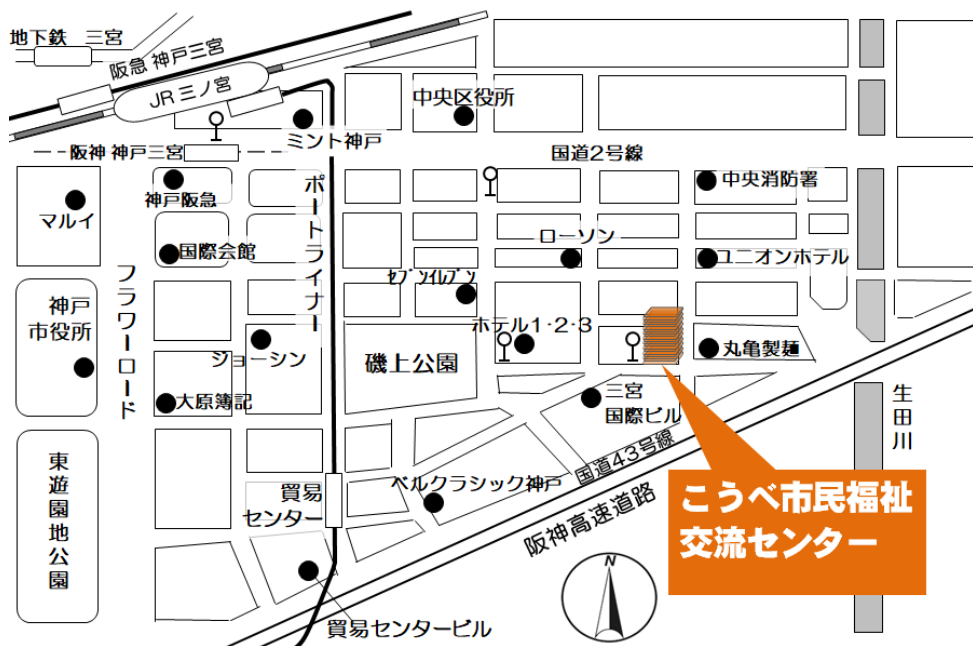 地下鉄 三宮
阪急 神戸三宮
JR 三ノ宮
中央区役所
ミント神戸
阪神 神戸三宮
国道2号線
神戸阪急
中央消防署
マルイ
ポートライナー
ローソン
国際会館
ユニオンホテル
フラワーロード
セブンイレブン
神戸
市役所
ホテル1・2・3
ジョーシン
丸亀製麺
磯上公園
大原簿記
三宮
国際ビル
生田川
国道43号線
東遊園地公園
貿易
センター
ベルクラシック神戸
こうべ市民福祉
交流センター
阪神高速道路
N
貿易センタービル